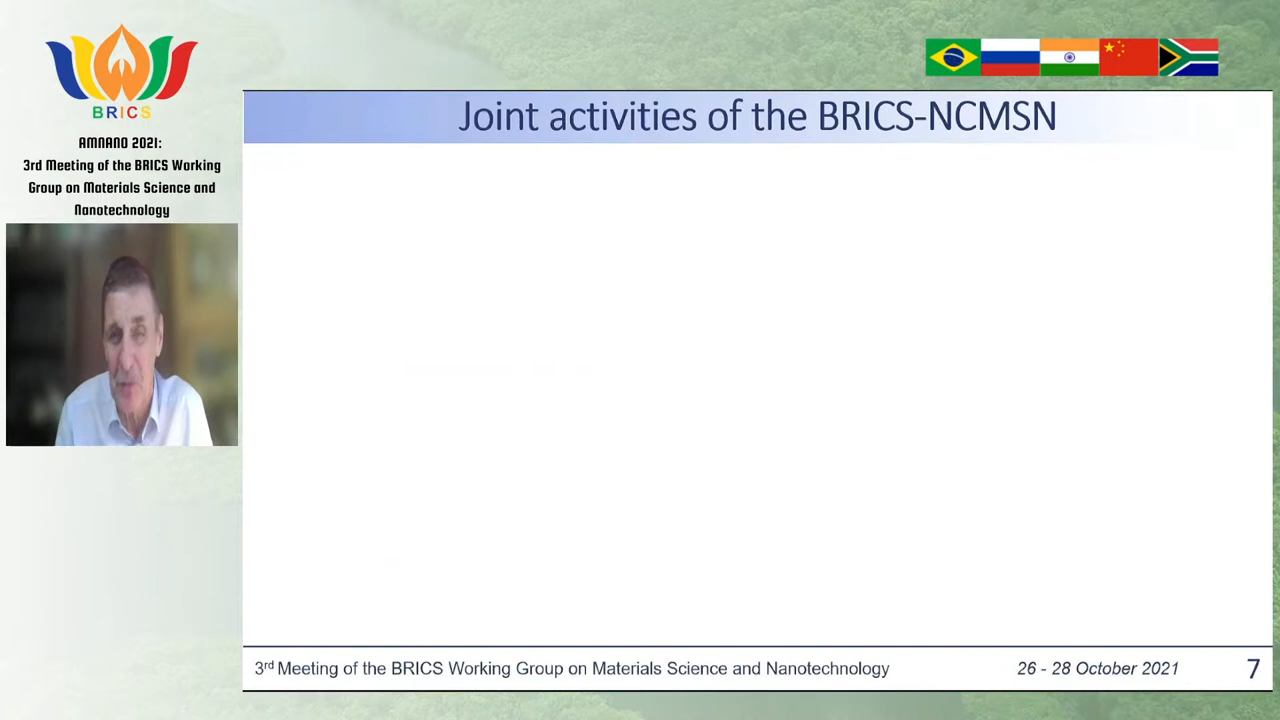 BRICS
AMNANO 2021:
3rd Meeting of the BRICS Working
Group on Materials Science and
Nanotechnology
Joint activities of the BRICS-NCMSN
3rd Meeting of the BRICS Working Group on Materials Science and Nanotechnology
26 - 28 October 2021
7